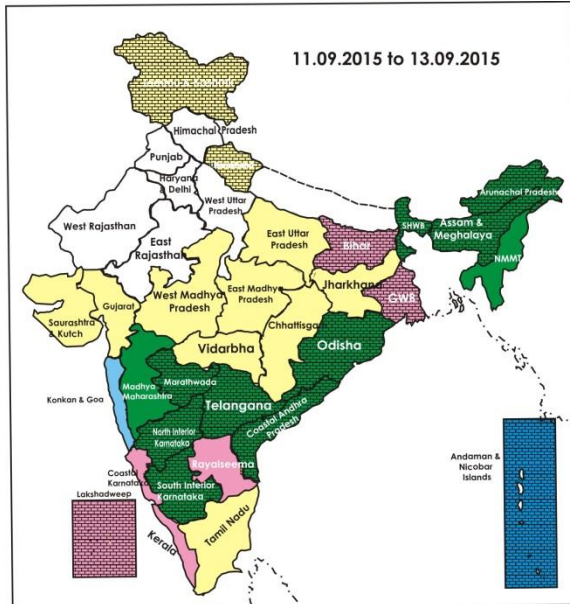 11.09.2015 to 13.09.2015
Jammu & Kashmir
Himachal Pradesh
Punjab
Haryana
& Delhi
West Uttar
Pradesh
West Rajasthan
East
Rajasthan
East Uttar
Pradesh
Bihar
SHWB
Arunachal Pradesh
Assam &
Meghalaya
NMMT
Gujarat
Saurashtra
& Kutch
West Madhya
Pradesh
East Madhya
Pradesh
Jharkhand
GWB
Chhattisga
Vidarbha
Odisha
Konkan & Goa
Madhya
Maharashtra
Marathwada
Telangana
Coastal Andhra
Pradesh
North Interior
Karnataka
Rayalseema
Coastal
Karnataka
South Interior
Karnataka
Lakshadweep
Kerala
Tamil Nadu
Andaman &
Nicobar
Islands